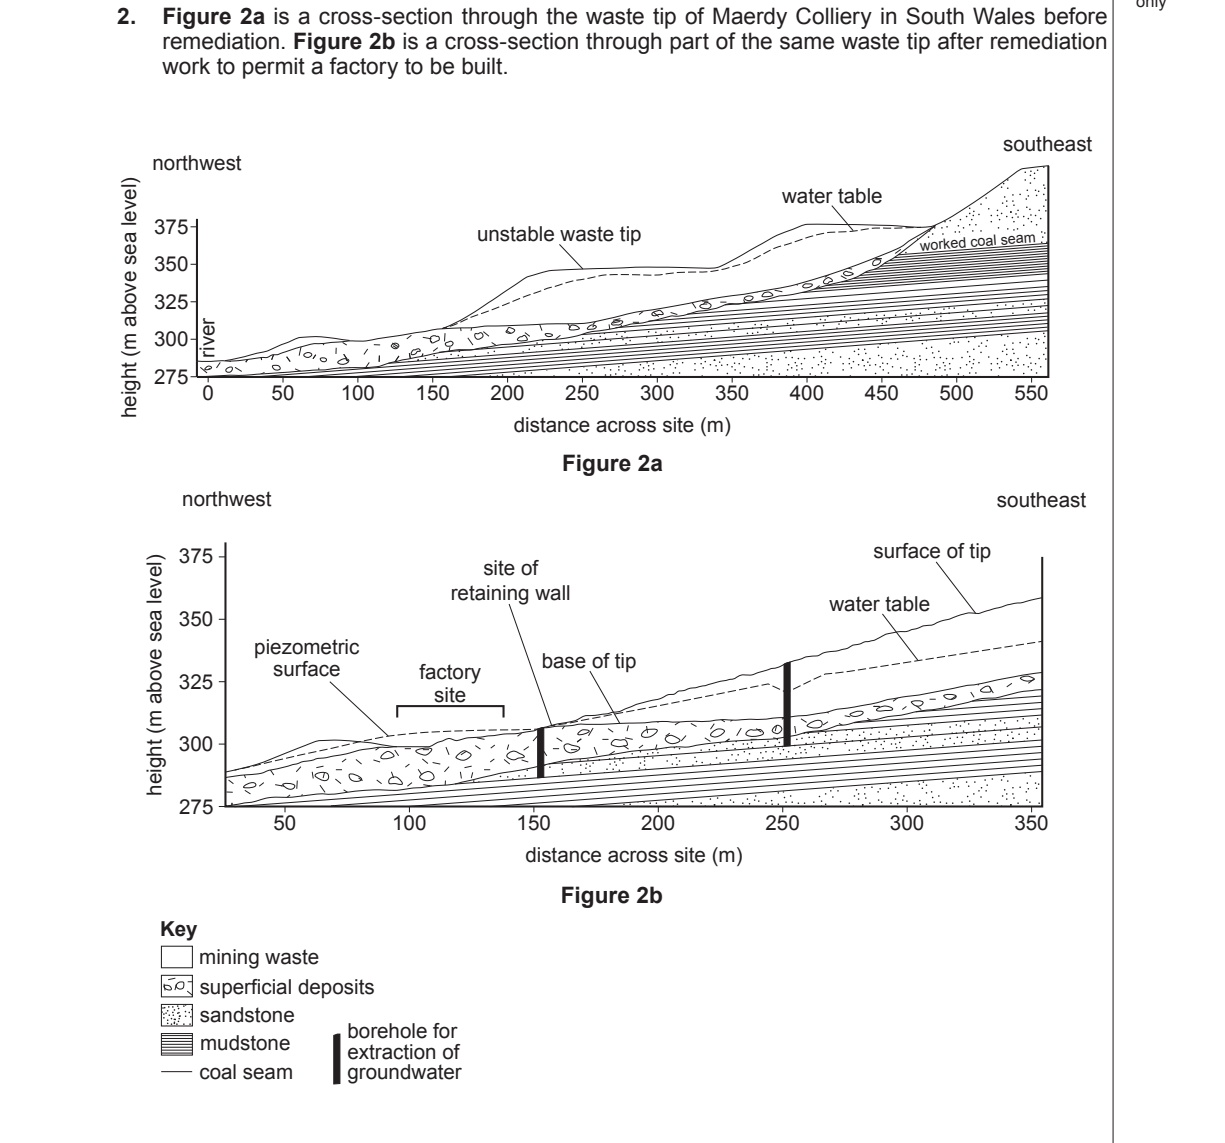 only
2. Figure 2a is a cross-section through the waste tip of Maerdy Colliery in South Wales before
remediation. Figure 2b is a cross-section through part of the same waste tip after remediation
work to permit a factory to be built.
southeast
northwest
water table
unstable waste tip
worked coal seam
river
height (m above sea level)
375
350
325
300
275
0 50 100 150 200 250 300 350 400 450 500 550
distance across site (m)
Figure 2a
northwest
southeast
surface of tip
site of
retaining wall
water table
piezometric
surface
base of tip
factory
site
height (m above sea level)
375
350
325
300
275
50 100 150 200 250 300 350
distance across site (m)
Figure 2b
Key
mining waste
superficial deposits
sandstone
mudstone
coal seam
borehole for
extraction of
groundwater